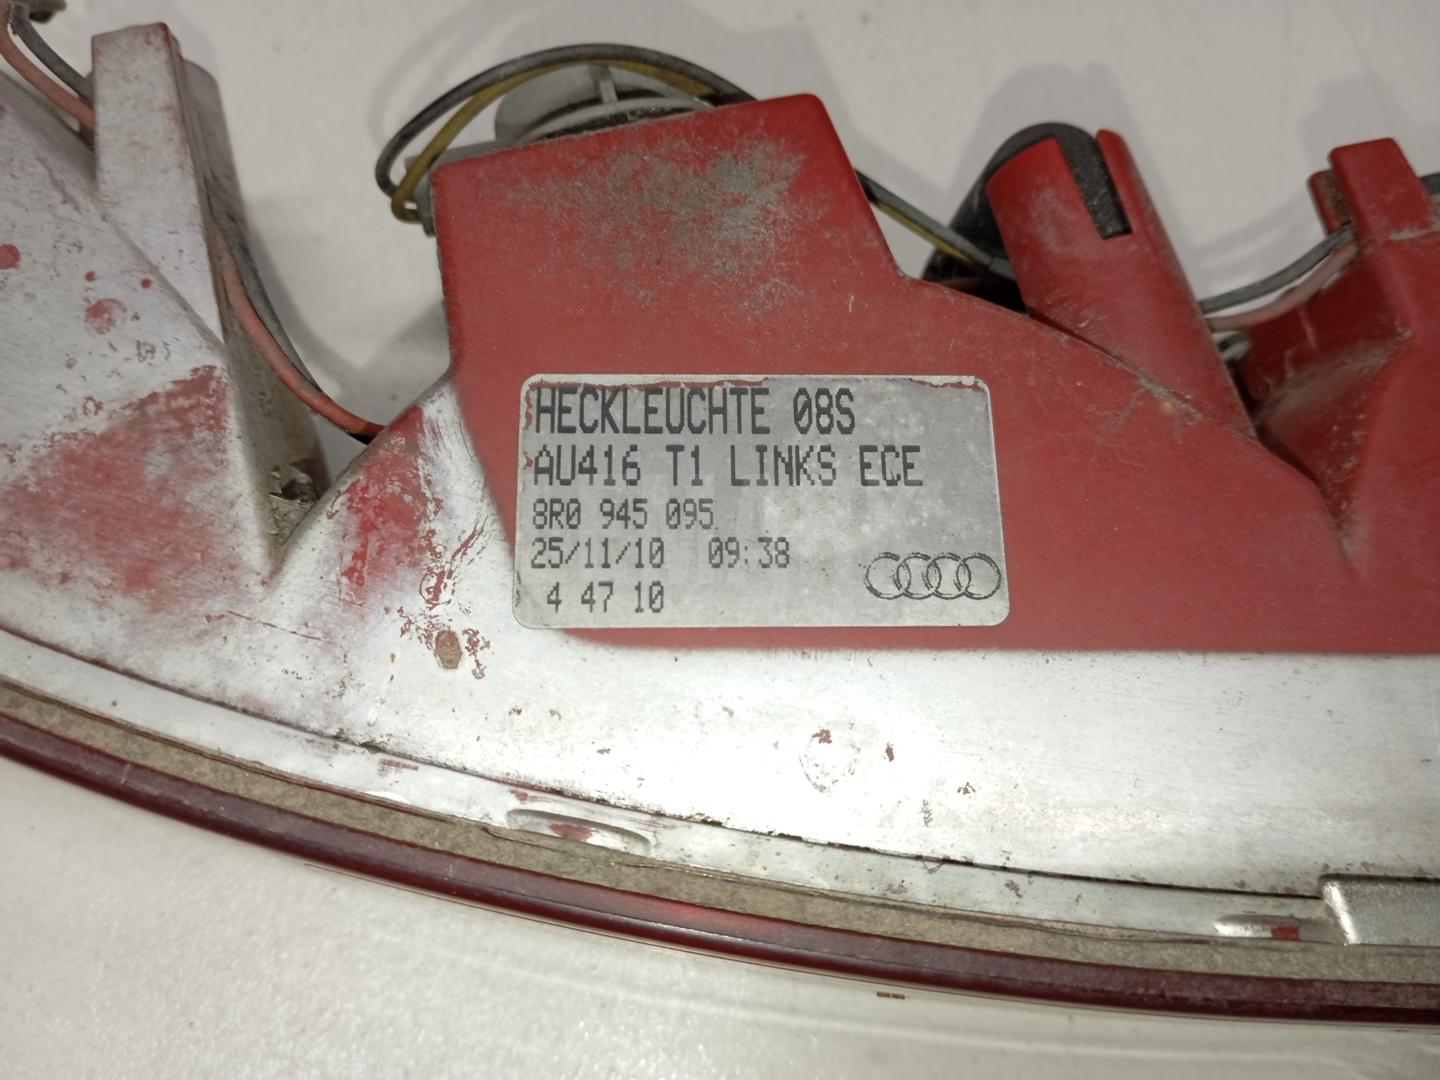 HECKLEUCHTE 08S
AU416 T1 LINKS ECE
8R0 945 095
25/11/10 09:38
4 47 10